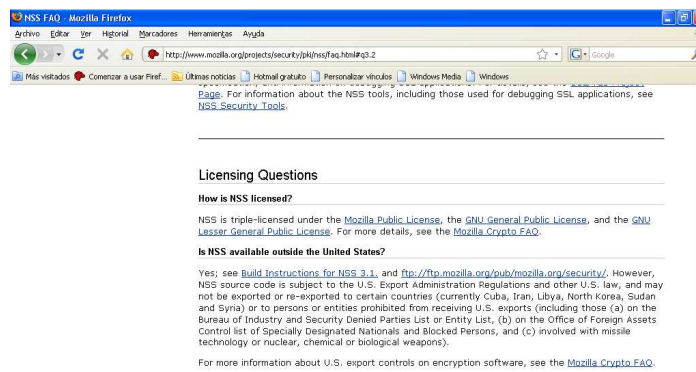 NSS FAQ - Mozilla Firefox
Archivo Editar Ver Historial Marcadores Herramientas Ayuda
http://www.mozilla.org/projects/security/pki/nss/faq.html#q3.2
Google
Más visitados Comenzar a usar Firef... Últimas noticias Hotmail gratuito Personalizar vínculos Windows Media Windows
Page. For information about the NSS tools, including those used for debugging SSL applications, see
NSS Security Tools.
Licensing Questions
How is NSS licensed?
NSS is triple-licensed under the Mozilla Public License, the GNU General Public License, and the GNU
Lesser General Public License. For more details, see the Mozilla Crypto FAQ.
Is NSS available outside the United States?
Yes; see Build Instructions for NSS 3.1. and ftp://ftp.mozilla.org/pub/mozilla.org/security/. However,
NSS source code is subject to the U.S. Export Administration Regulations and other U.S. law, and may
not be exported or re-exported to certain countries (currently Cuba, Iran, Libya, North Korea, Sudan
and Syria) or to persons or entities prohibited from receiving U.S. exports (including those (a) on the
Bureau of Industry and Security Denied Parties List or Entity List, (b) on the Office of Foreign Assets
Control list of Specially Designated Nationals and Blocked Persons, and (c) involved with missile
technology or nuclear, chemical or biological weapons).
For more information about U.S. export controls on encryption software, see the Mozilla Crypto FAQ.